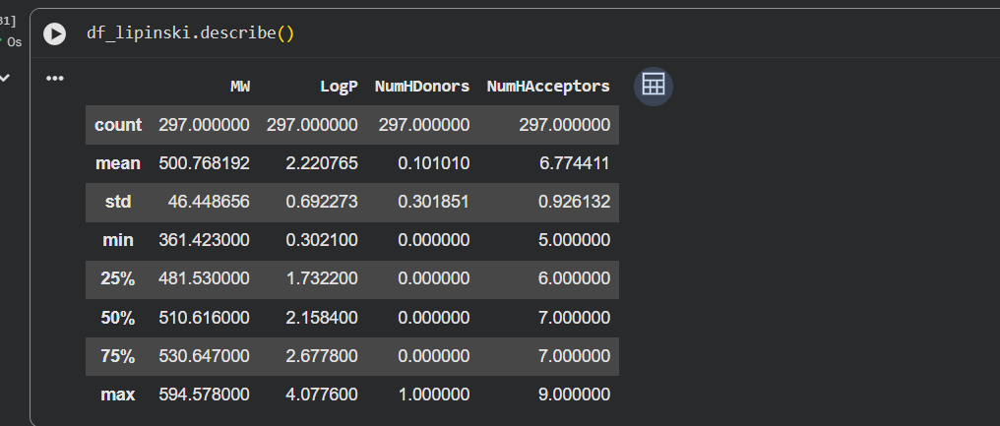 31]
0s
df_lipinski.describe()
MW LogP NumHDonors NumHAcceptors
count 297.000000 297.000000 297.000000 297.000000
mean 500.768192 2.220765 0.101010 6.774411
std 46.448656 0.692273 0.301851 0.926132
min 361.423000 0.302100 0.000000 5.000000
25% 481.530000 1.732200 0.000000 6.000000
50% 510.616000 2.158400 0.000000 7.000000
75% 530.647000 2.677800 0.000000 7.000000
max 594.578000 4.077600 1.000000 9.000000